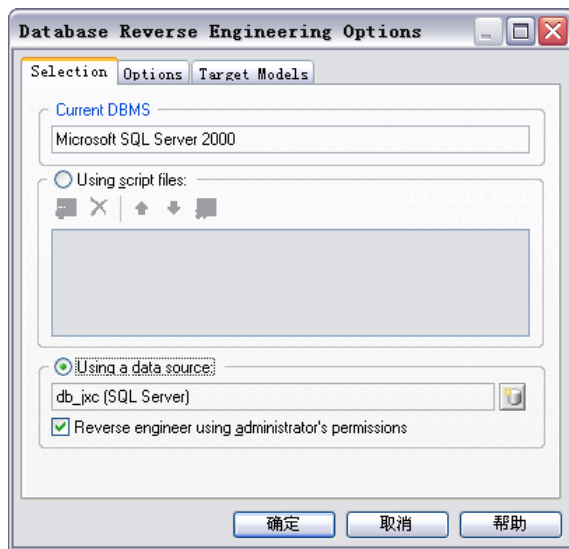 Database Reverse Engineering Options
Selection Options Target Models
Current DBMS
Microsoft SQL Server 2000
Using script files:
Using a data source:
db_jxc (SQL Server)
Reverse engineer using administrator's permissions
确定 取消 帮助